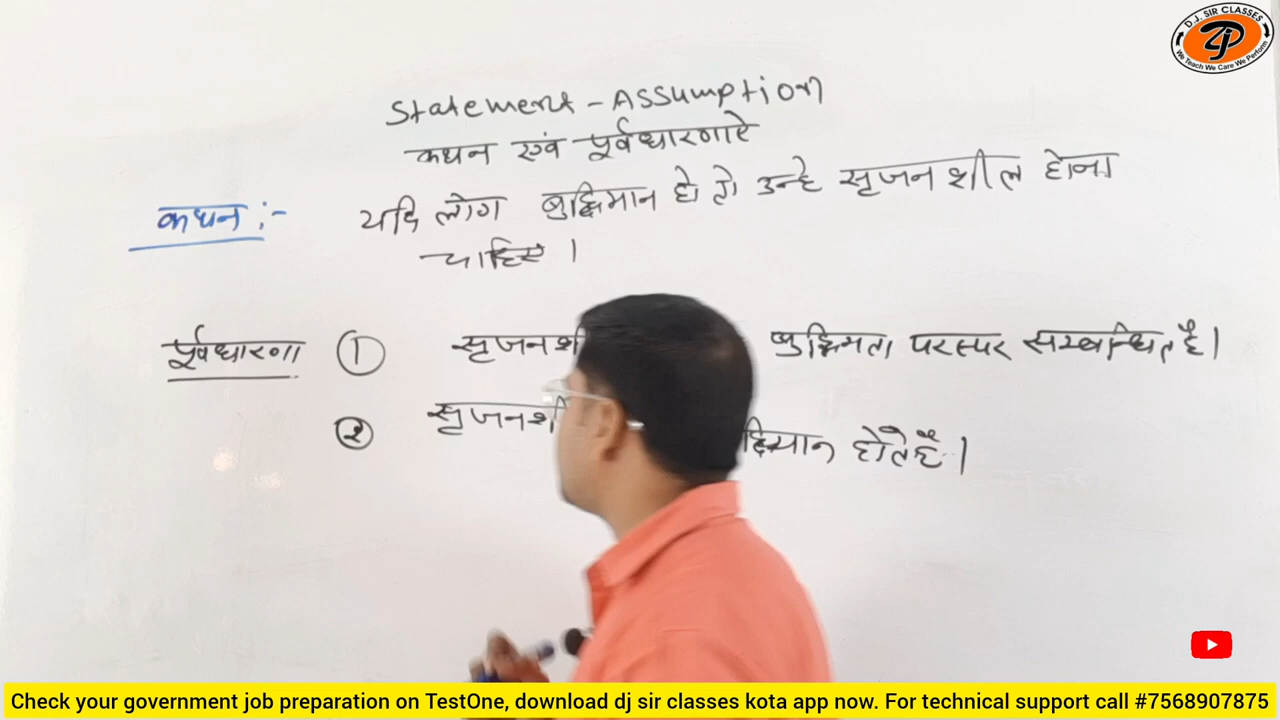 D.J. SIR CLASSES
We Teach We Care We Perform
Statement - Assumption
कथन एवं पूर्वधारणाऐ
कथन :- यदि लोग बुद्धिमान हो तो उन्हे सृजनशील होना
चाहिए ।
पूर्वधारणा ① सृजनशी बुद्धिमता परस्पर सम्बन्धित है।
② सृजनश द्धिमान होते है।
Check your government job preparation on TestOne, download dj sir classes kota app now. For technical support call #7568907875